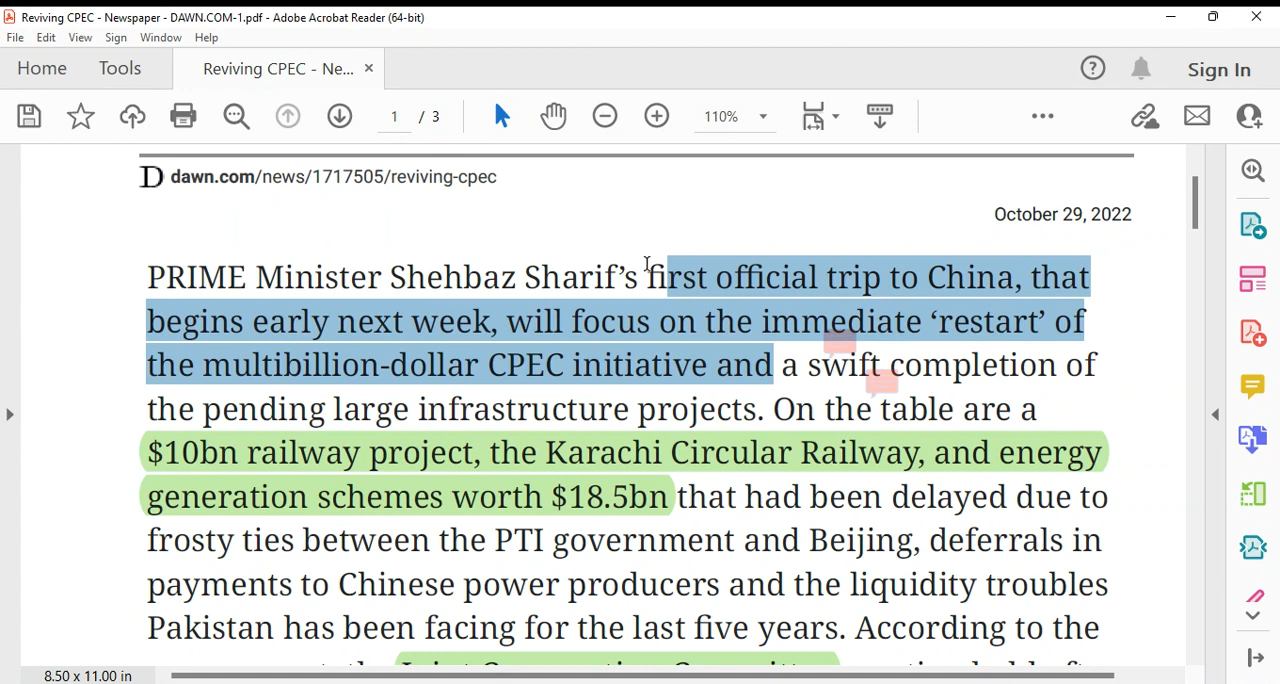 Reviving CPEC - Newspaper - DAWN.COM-1.pdf - Adobe Acrobat Reader (64-bit)
File Edit View Sign Window Help
Home Tools Reviving CPEC - Ne... × Sign In
1 / 3 110%
D dawn.com/news/1717505/reviving-cpec
October 29, 2022
PRIME Minister Shehbaz Sharif’s first official trip to China, that
begins early next week, will focus on the immediate ‘restart’ of
the multibillion-dollar CPEC initiative and a swift completion of
the pending large infrastructure projects. On the table are a
$10bn railway project, the Karachi Circular Railway, and energy
generation schemes worth $18.5bn that had been delayed due to
frosty ties between the PTI government and Beijing, deferrals in
payments to Chinese power producers and the liquidity troubles
Pakistan has been facing for the last five years. According to the
8.50 x 11.00 in